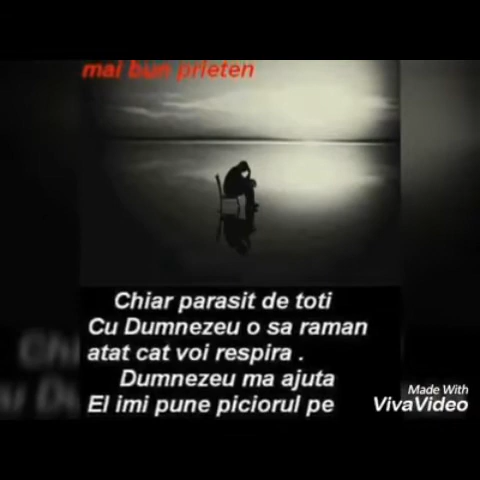 mai bun prieten
Chiar parasit de toti
Cu Dumnezeu o sa raman
atat cat voi respira .
Dumnezeu ma ajuta
El imi pune piciorul pe
Made With
VivaVideo